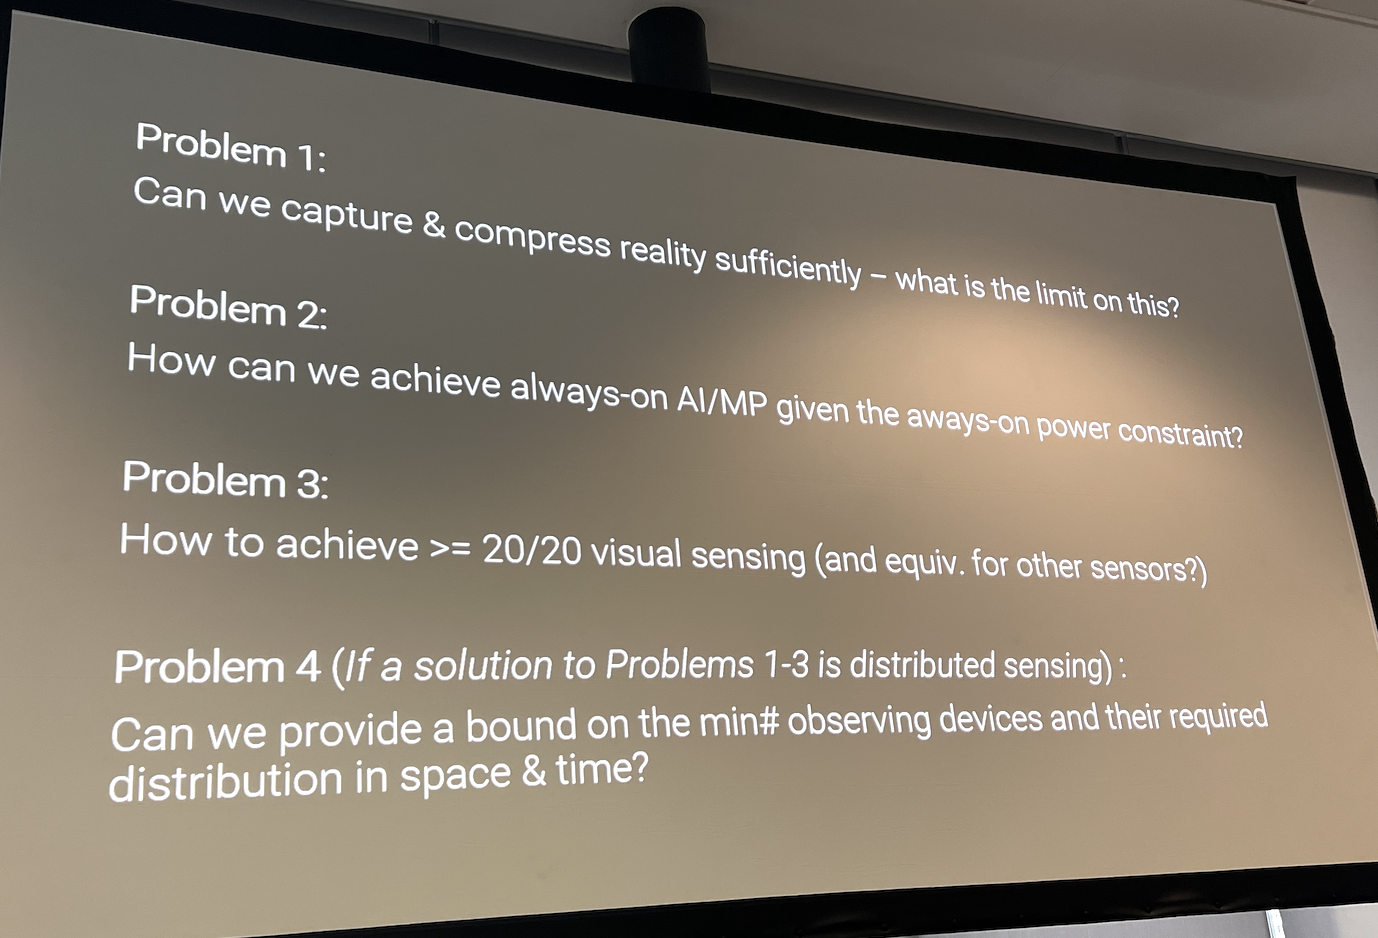 Problem 1:
Can we capture & compress reality sufficiently – what is the limit on this?
Problem 2:
How can we achieve always-on AI/MP given the aways-on power constraint?
Problem 3:
How to achieve >= 20/20 visual sensing (and equiv. for other sensors?)
Problem 4 (If a solution to Problems 1-3 is distributed sensing) :
Can we provide a bound on the min# observing devices and their required
distribution in space & time?